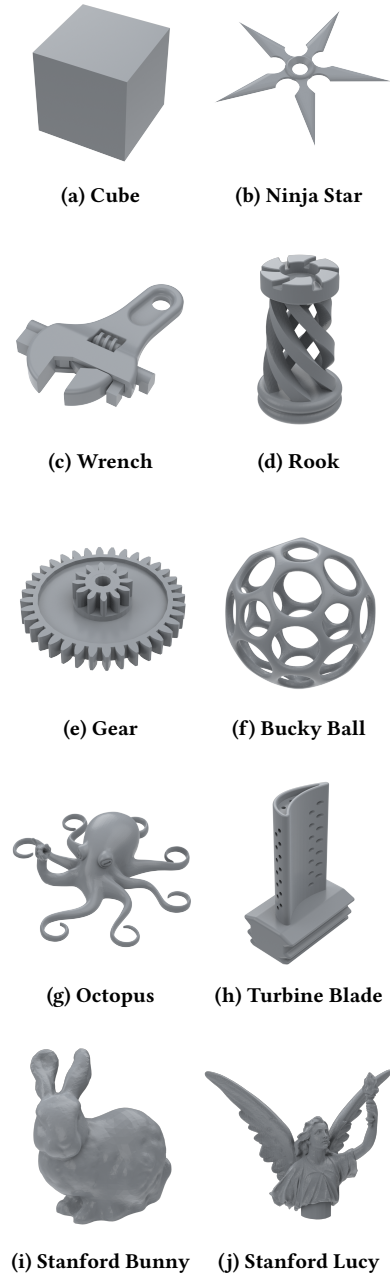 (a) Cube
(b) Ninja Star
(c) Wrench
(d) Rook
(e) Gear
(f) Bucky Ball
(g) Octopus
(h) Turbine Blade
(i) Stanford Bunny
(j) Stanford Lucy